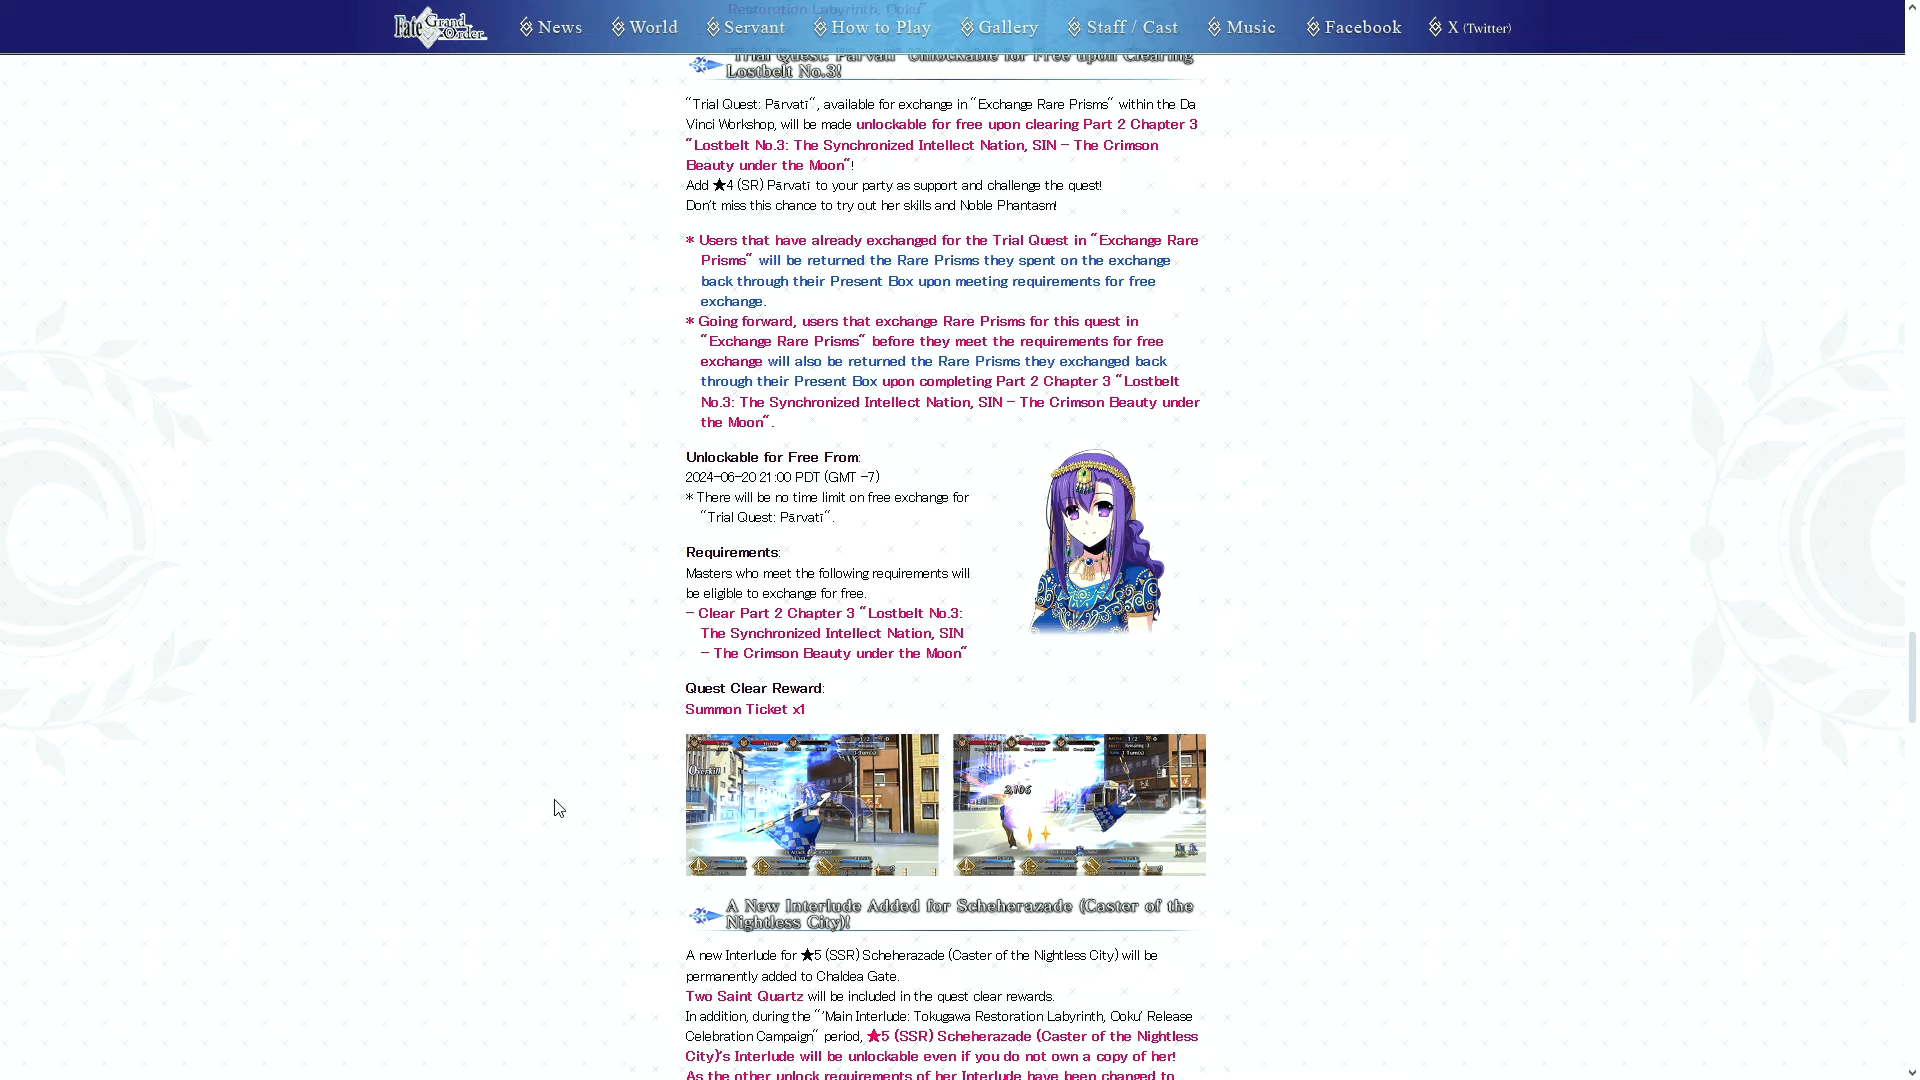 Restoration Labyrinth, Ooku"
Fate Grand Order
News World Servant How to Play Gallery Staff / Cast Music Facebook X (Twitter)
"Trial Quest: Pārvatī" Unlockable for Free upon Clearing
Lostbelt No.3!
"Trial Quest: Pārvatī", available for exchange in "Exchange Rare Prisms" within the Da
Vinci Workshop, will be made unlockable for free upon clearing Part 2 Chapter 3
"Lostbelt No.3: The Synchronized Intellect Nation, SIN - The Crimson
Beauty under the Moon"!
Add ★4 (SR) Pārvatī to your party as support and challenge the quest!
Don't miss this chance to try out her skills and Noble Phantasm!
* Users that have already exchanged for the Trial Quest in "Exchange Rare
Prisms" will be returned the Rare Prisms they spent on the exchange
back through their Present Box upon meeting requirements for free
exchange.
* Going forward, users that exchange Rare Prisms for this quest in
"Exchange Rare Prisms" before they meet the requirements for free
exchange will also be returned the Rare Prisms they exchanged back
through their Present Box upon completing Part 2 Chapter 3 "Lostbelt
No.3: The Synchronized Intellect Nation, SIN - The Crimson Beauty under
the Moon".
Unlockable for Free From:
2024-06-20 21:00 PDT (GMT -7)
* There will be no time limit on free exchange for
"Trial Quest: Pārvatī".
Requirements:
Masters who meet the following requirements will
be eligible to exchange for free.
- Clear Part 2 Chapter 3 "Lostbelt No.3:
The Synchronized Intellect Nation, SIN
- The Crimson Beauty under the Moon"
Quest Clear Reward:
Summon Ticket x1
Overkill
2,106
A New Interlude Added for Scheherazade (Caster of the
Nightless City)!
A new Interlude for ★5 (SSR) Scheherazade (Caster of the Nightless City) will be
permanently added to Chaldea Gate.
Two Saint Quartz will be included in the quest clear rewards.
In addition, during the "'Main Interlude: Tokugawa Restoration Labyrinth, Ooku' Release
Celebration Campaign" period, ★5 (SSR) Scheherazade (Caster of the Nightless
City)'s Interlude will be unlockable even if you do not own a copy of her!
As the other unlock requirements of her Interlude have been changed to